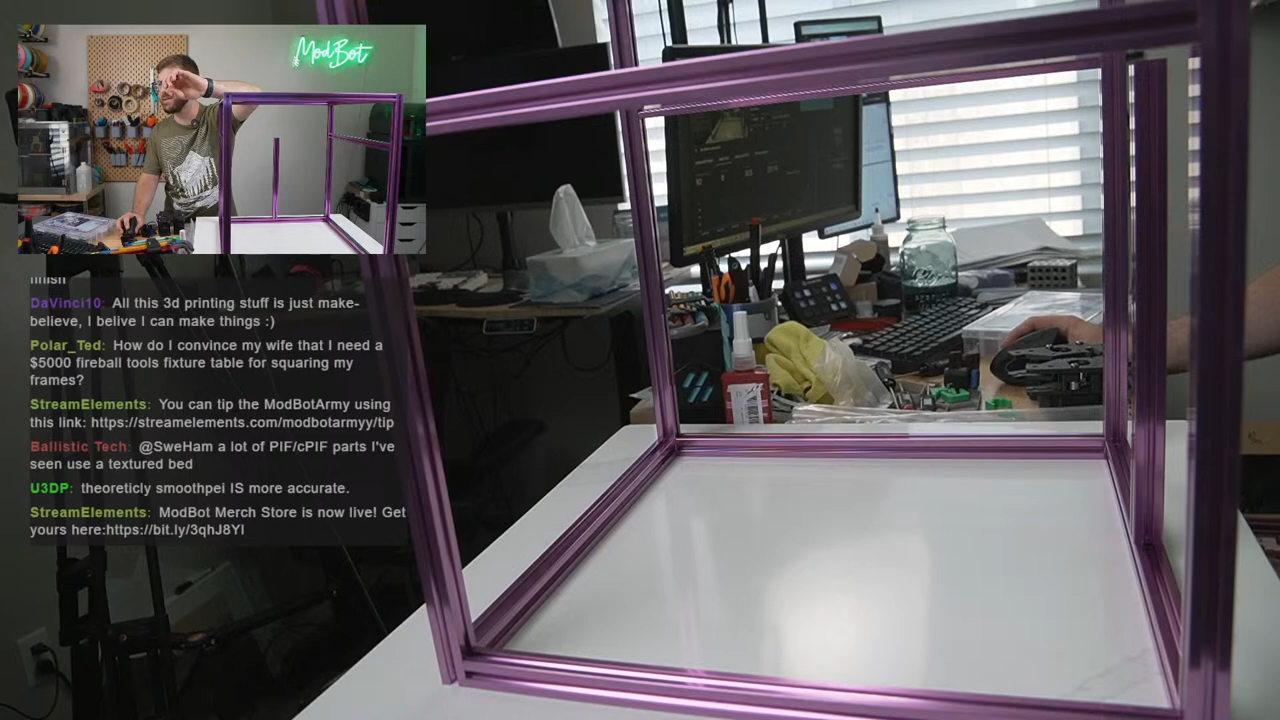 #ModBot
finish
DaVinci10: All this 3d printing stuff is just make-
believe, I belive I can make things :)
Polar_Ted: How do I convince my wife that I need a
$5000 fireball tools fixture table for squaring my
frames?
StreamElements: You can tip the ModBotArmy using
this link: https://streamelements.com/modbotarmyy/tip
Ballistic Tech: @SweHam a lot of PIF/cPIF parts I've
seen use a textured bed
U3DP: theoreticly smoothpei IS more accurate.
StreamElements: ModBot Merch Store is now live! Get
yours here:https://bit.ly/3qhJ8Yl